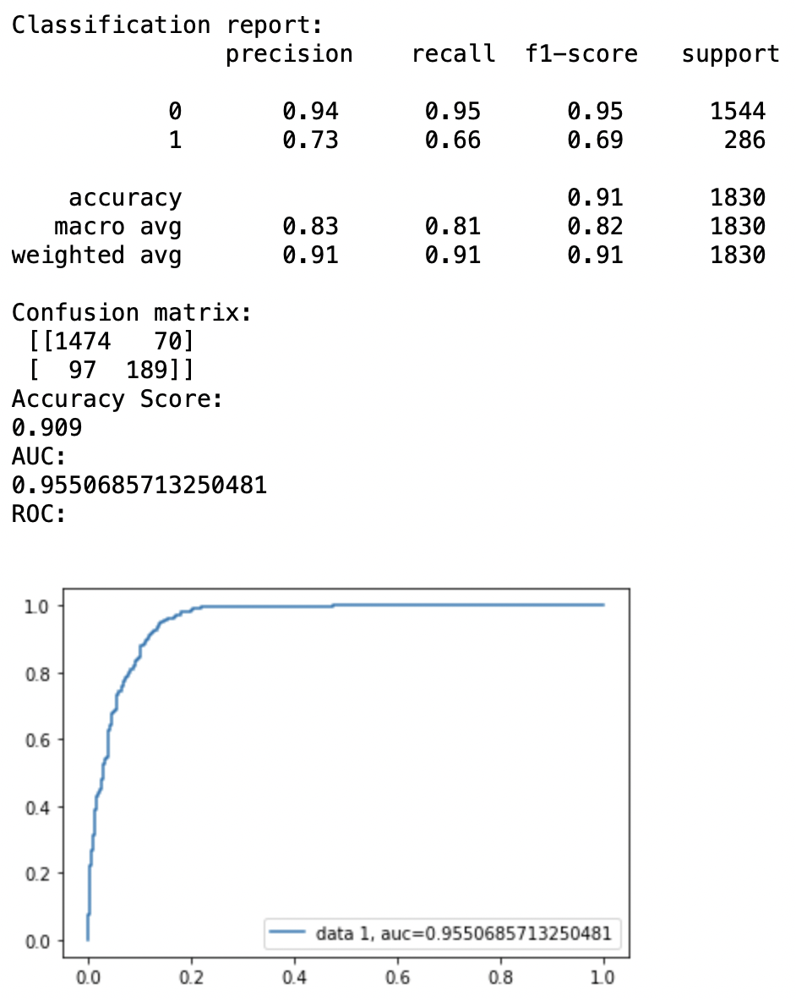 Classification report:
precision recall f1-score support
0 0.94 0.95 0.95 1544
1 0.73 0.66 0.69 286
accuracy 0.91 1830
macro avg 0.83 0.81 0.82 1830
weighted avg 0.91 0.91 0.91 1830
Confusion matrix:
[[1474 70]
[ 97 189]]
Accuracy Score:
0.909
AUC:
0.9550685713250481
ROC:
1.0
0.8
0.6
0.4
0.2
0.0
data 1, auc=0.9550685713250481
0.0 0.2 0.4 0.6 0.8 1.0